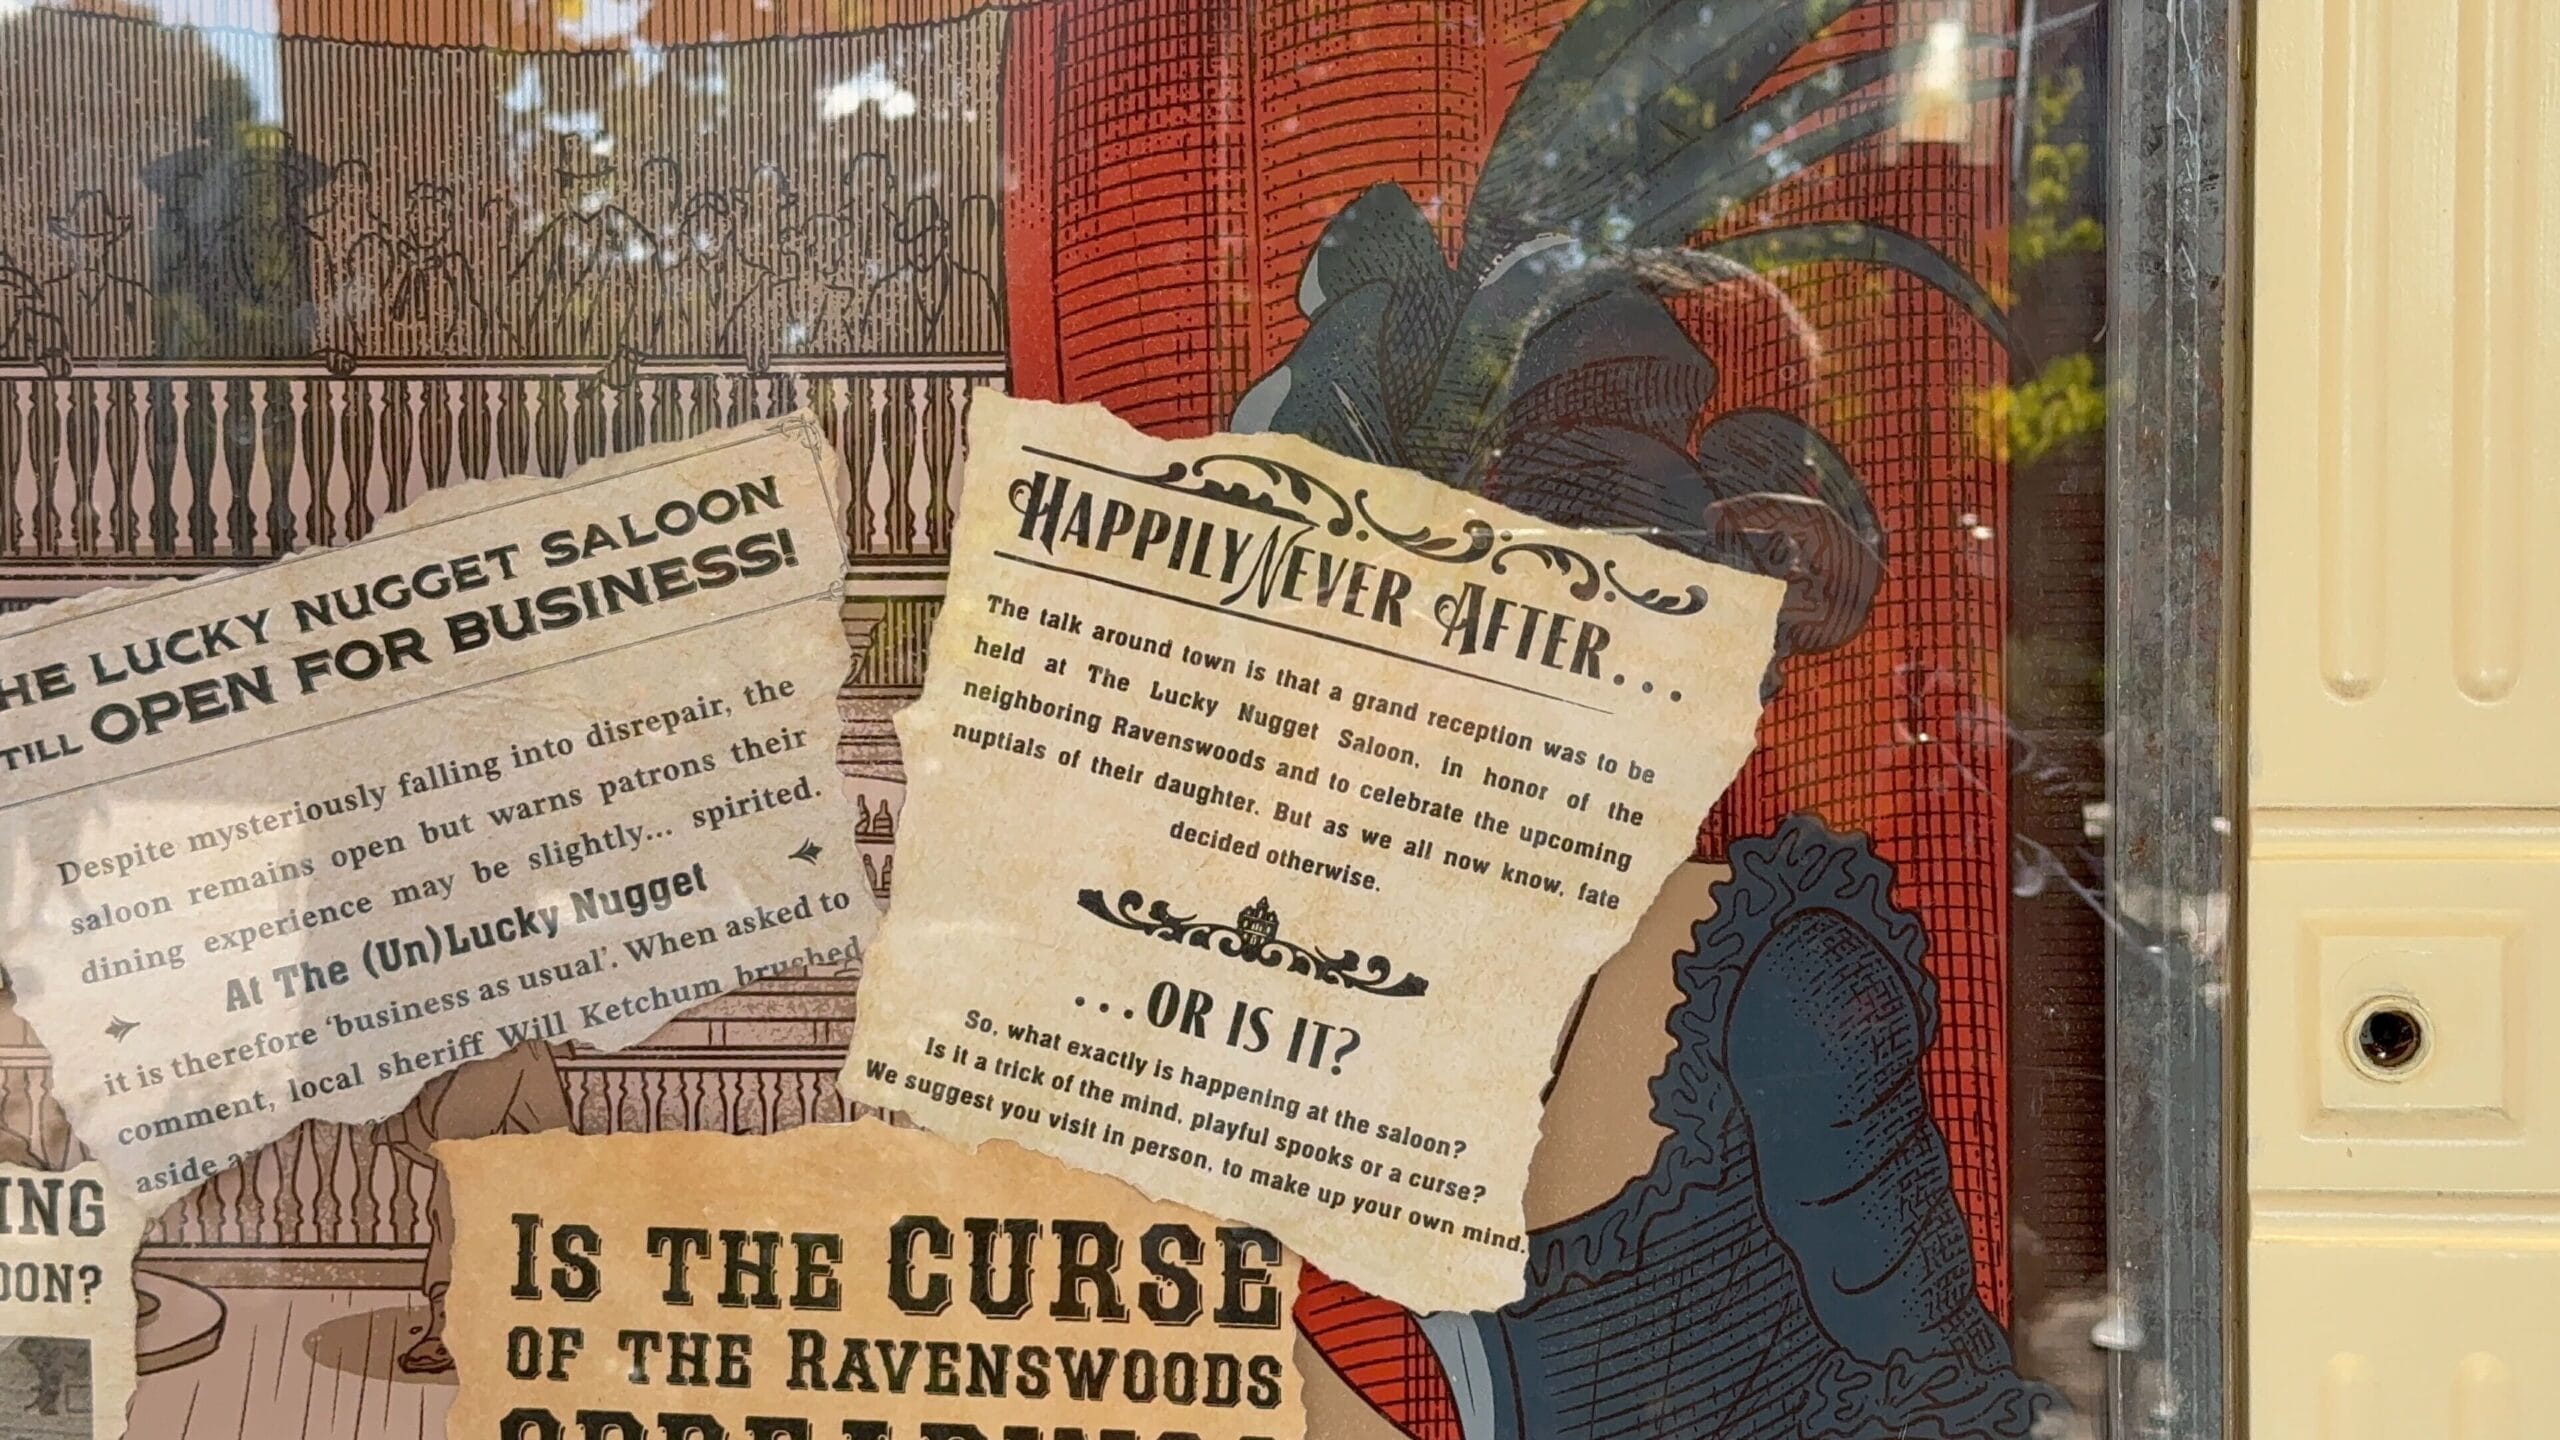 HE LUCKY NUGGET SALOON
TILL OPEN FOR BUSINESS!
Despite mysteriously falling into disrepair, the
saloon remains open but warns patrons their
dining experience may be slightly... spirited.
At The (Un)Lucky Nugget
it is therefore ‘business as usual’. When asked to
comment, local sheriff Will Ketchum brushed
aside
HAPPILY NEVER AFTER...
The talk around town is that a grand reception was to be
held at The Lucky Nugget Saloon, in honor of the
neighboring Ravenswoods and to celebrate the upcoming
nuptials of their daughter. But as we all now know, fate
decided otherwise.
...OR IS IT?
So, what exactly is happening at the saloon?
Is it a trick of the mind, playful spooks or a curse?
We suggest you visit in person, to make up your own mind.
ING
OON?
IS THE CURSE
OF THE RAVENSWOODS